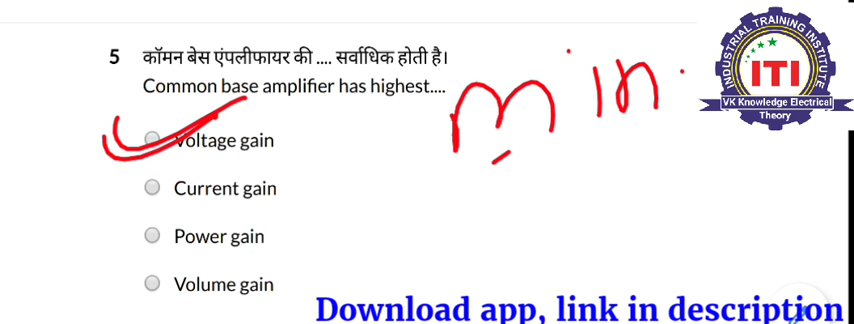 5 कॉमन बेस एंपलीफायर की .... सर्वाधिक होती है।
Common base amplifier has highest....
Voltage gain
Current gain
Power gain
Volume gain
min.
INDUSTRIAL TRAINING INSTITUTE
ITI
VK Knowledge Electrical
Theory
Download app, link in description